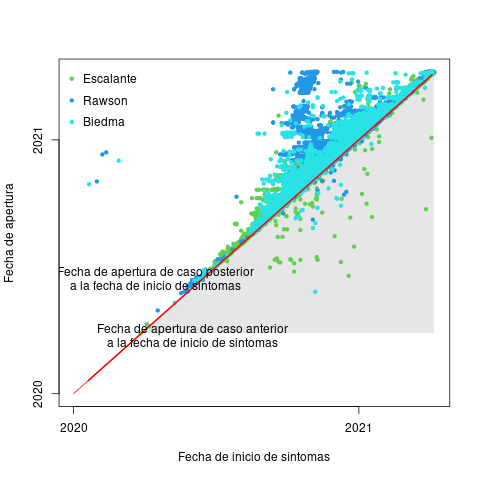 Escalante
Rawson
Biedma
2021
Fecha de apertura
Fecha de apertura de caso posterior
a la fecha de inicio de síntomas
Fecha de apertura de caso anterior
a la fecha de inicio de síntomas
2020
2020
2021
Fecha de inicio de síntomas